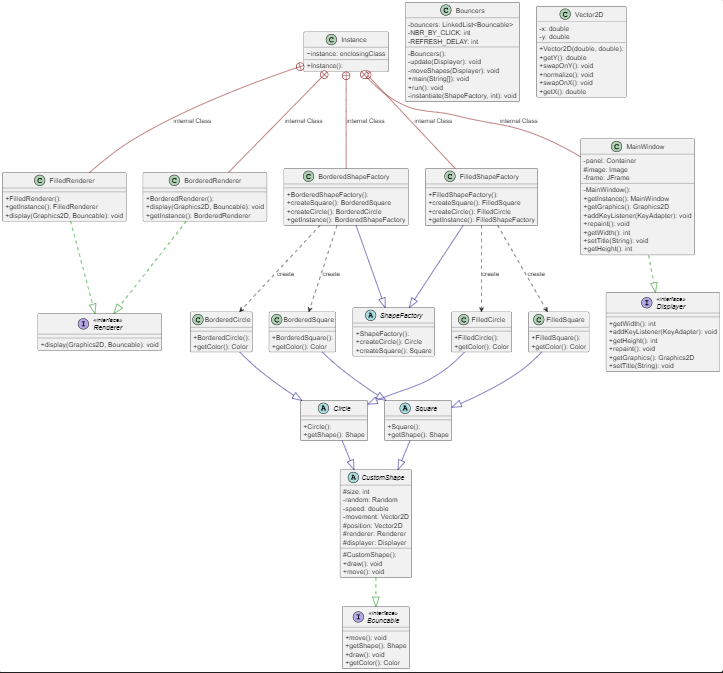 C Instance
~instance: enclosingClass
+Instance():
C Bouncers
-bouncers: LinkedList<Bouncable>
-NBR_BY_CLICK: int
-REFRESH_DELAY: int
-Bouncers():
-update(Displayer): void
-moveShapes(Displayer): void
+main(String[]): void
+run(): void
-instantiate(ShapeFactory, int): void
C Vector2D
-x: double
-y: double
+Vector2D(double, double):
+getY(): double
+swapOnY(): void
+normalize(): void
+swapOnX(): void
+getX(): double
internal Class
internal Class
internal Class
internal Class
internal Class
C FilledRenderer
+FilledRenderer():
+getInstance(): FilledRenderer
+display(Graphics2D, Bouncable): void
C BorderedRenderer
+BorderedRenderer():
+display(Graphics2D, Bouncable): void
+getInstance(): BorderedRenderer
C BorderedShapeFactory
+BorderedShapeFactory():
+createSquare(): BorderedSquare
+createCircle(): BorderedCircle
+getInstance(): BorderedShapeFactory
C FilledShapeFactory
+FilledShapeFactory():
+createSquare(): FilledSquare
+createCircle(): FilledCircle
+getInstance(): FilledShapeFactory
C MainWindow
-panel: Container
#image: Image
-frame: JFrame
-MainWindow():
+getInstance(): MainWindow
+getGraphics(): Graphics2D
+addKeyListener(KeyAdapter): void
+repaint(): void
+getWidth(): int
+setTitle(String): void
+getHeight(): int
create
create
create
create
I «interface»
Renderer
+display(Graphics2D, Bouncable): void
C BorderedCircle
+BorderedCircle():
+getColor(): Color
C BorderedSquare
+BorderedSquare():
+getColor(): Color
A ShapeFactory
+ShapeFactory():
+createCircle(): Circle
+createSquare(): Square
C FilledCircle
+FilledCircle():
+getColor(): Color
C FilledSquare
+FilledSquare():
+getColor(): Color
I «interface»
Displayer
+getWidth(): int
+addKeyListener(KeyAdapter): void
+getHeight(): int
+repaint(): void
+getGraphics(): Graphics2D
+setTitle(String): void
A Circle
+Circle():
+getShape(): Shape
A Square
+Square():
+getShape(): Shape
A CustomShape
#size: int
-random: Random
-speed: double
-movement: Vector2D
#position: Vector2D
#renderer: Renderer
#displayer: Displayer
#CustomShape():
+draw(): void
+move(): void
I «interface»
Bouncable
+move(): void
+getShape(): Shape
+draw(): void
+getColor(): Color